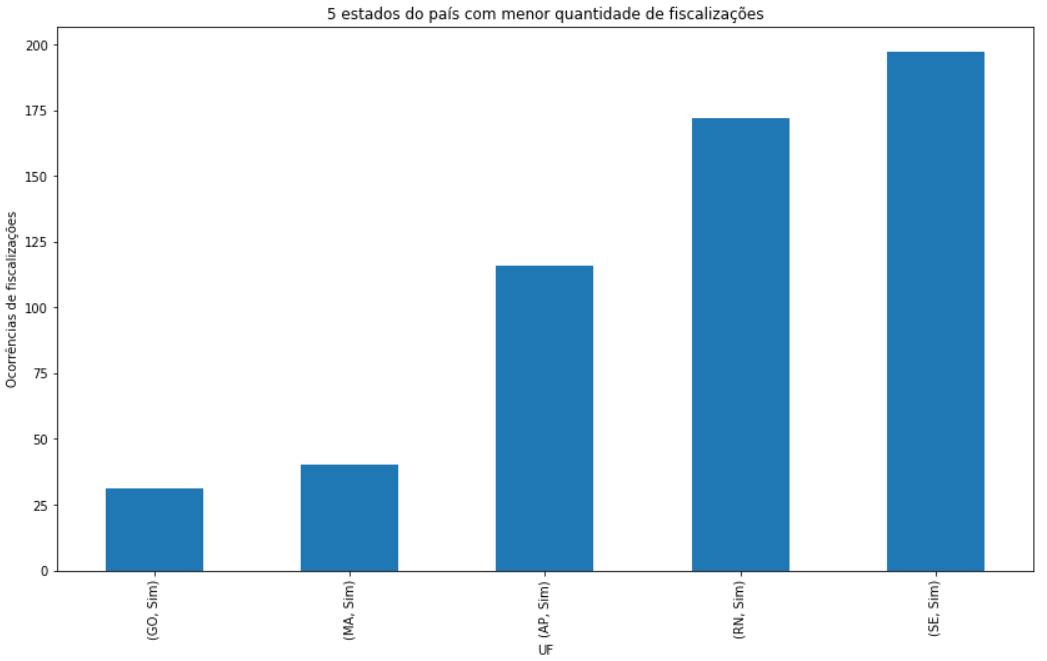 5 estados do país com menor quantidade de fiscalizações
Ocorrências de fiscalizações
200
175
150
125
100
75
50
25
0
(GO, Sim)
(MA, Sim)
(AP, Sim)
(RN, Sim)
(SE, Sim)
UF